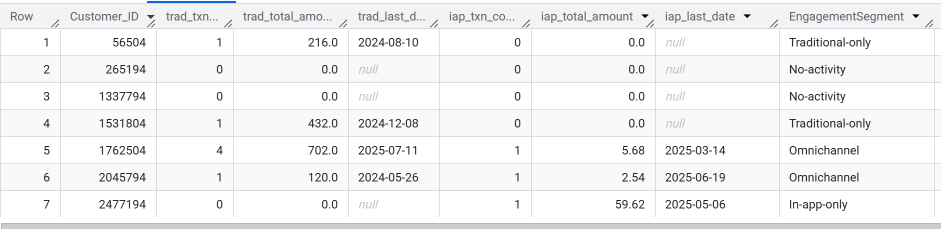 Row Customer_ID trad_txn... trad_total_amo... trad_last_d... iap_txn_co... iap_total_amount iap_last_date EngagementSegment
1 56504 1 216.0 2024-08-10 0 0.0 null Traditional-only
2 265194 0 0.0 null 0 0.0 null No-activity
3 1337794 0 0.0 null 0 0.0 null No-activity
4 1531804 1 432.0 2024-12-08 0 0.0 null Traditional-only
5 1762504 4 702.0 2025-07-11 1 5.68 2025-03-14 Omnichannel
6 2045794 1 120.0 2024-05-26 1 2.54 2025-06-19 Omnichannel
7 2477194 0 0.0 null 1 59.62 2025-05-06 In-app-only